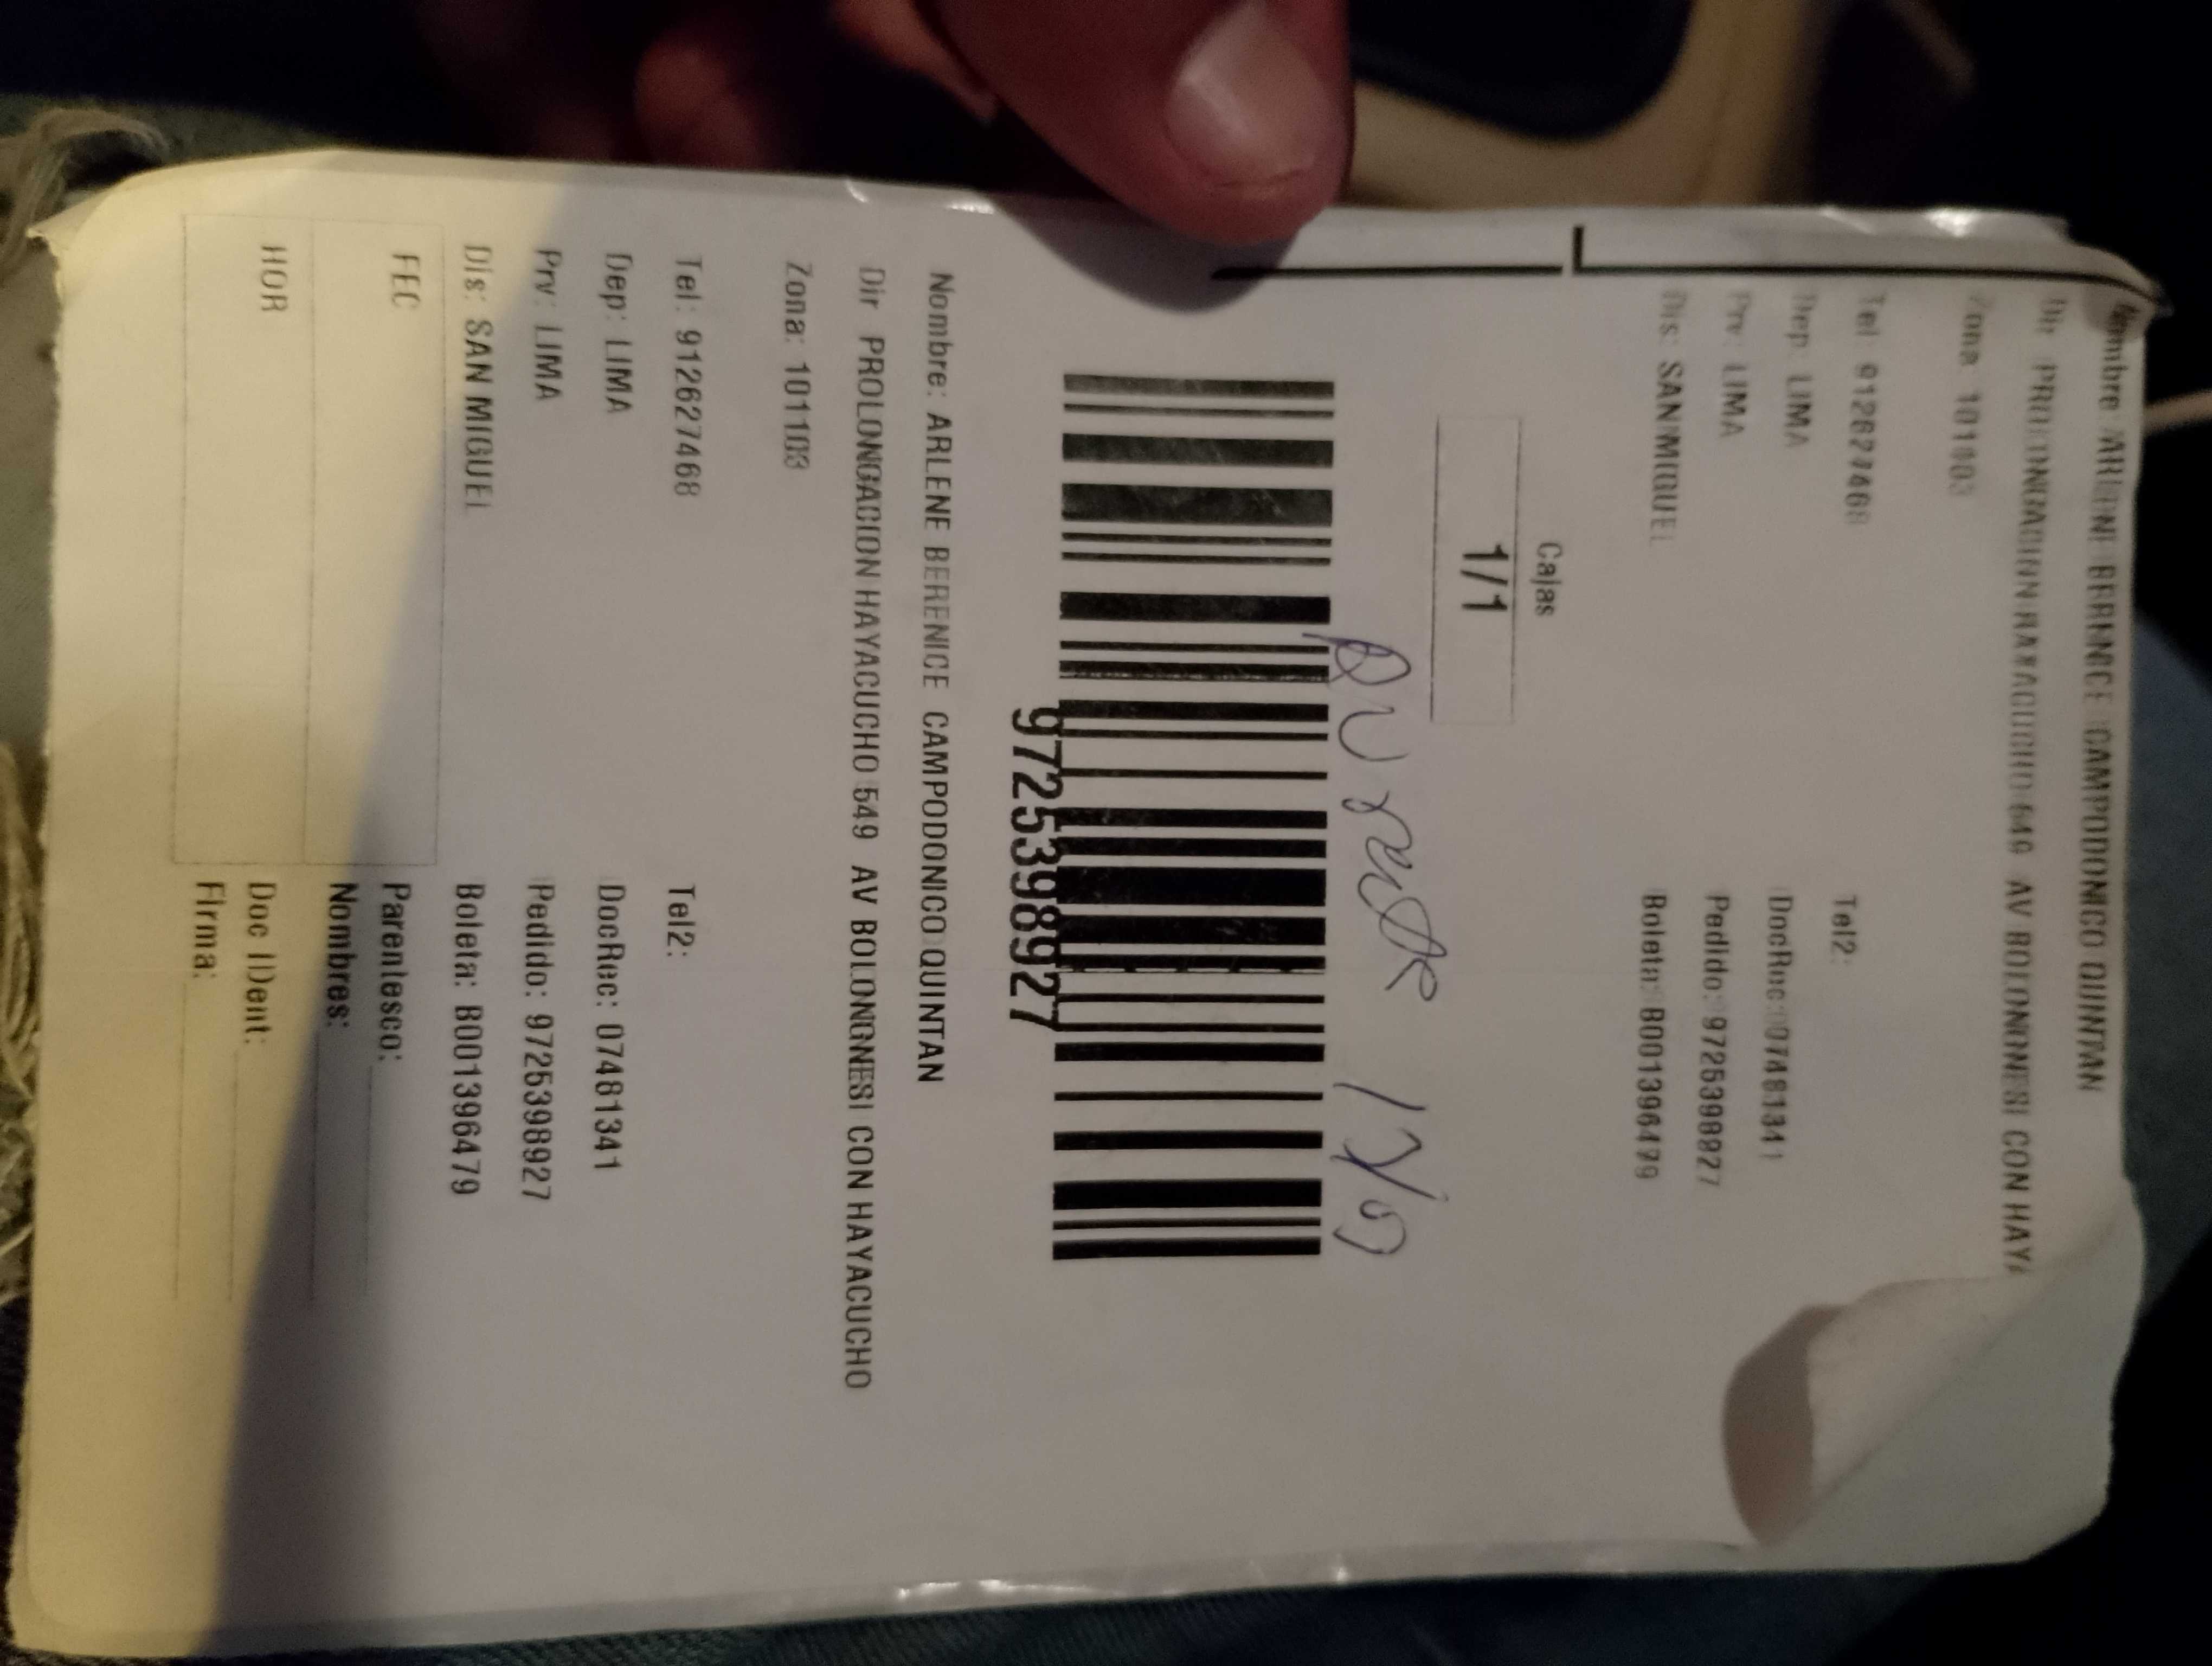 Nombre: ARLENE BERENICE CAMPODONICO QUINTAN
Dir PROLONGACION HAYACUCHO 549 AV BOLONGNESI CON HAYA
Zona: 101103
Tel: 912627468 Tel2:
Dep: LIMA DocRec: 07481341
Prv: LIMA Pedido: 9725398927
Dis: SAN MIGUEL Boleta: B001396479
Cajas
1/1
9725398927
Nombre: ARLENE BERENICE CAMPODONICO QUINTAN
Dir PROLONGACION HAYACUCHO 549 AV BOLONGNESI CON HAYACUCHO
Zona: 101103
Tel: 912627468 Tel2:
Dep: LIMA DocRec: 07481341
Prv: LIMA Pedido: 9725398927
Dis: SAN MIGUEL Boleta: B001396479
FEC Parentesco:
Nombres:
HOR Doc IDent:
Firma: